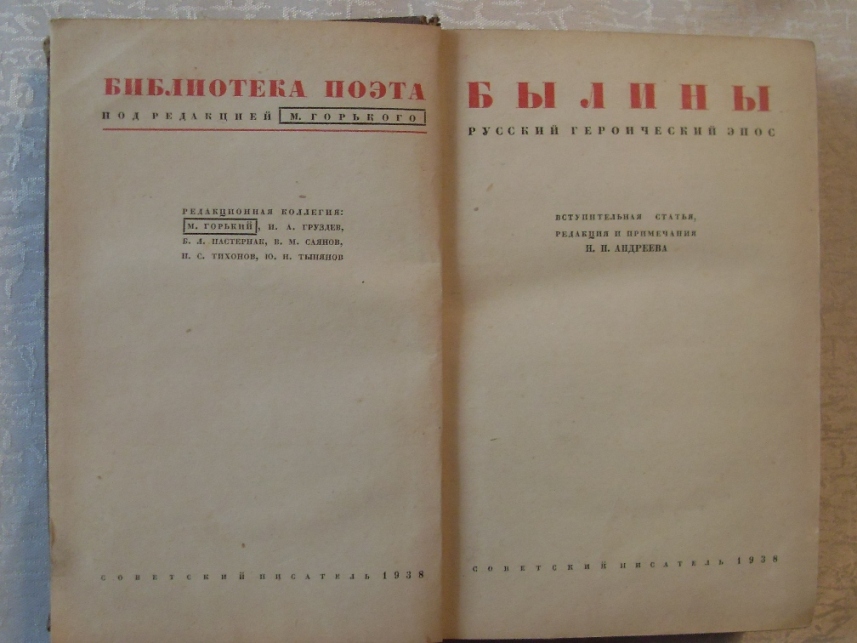 БИБЛИОТЕКА ПОЭТА
ПОД РЕДАКЦИЕЙ М. ГОРЬКОГО
РЕДАКЦИОННАЯ КОЛЛЕГИЯ:
М. ГОРЬКИЙ, И. А. ГРУЗДЕВ,
Б. Л. ПАСТЕРНАК, В. М. САЯНОВ,
Н. С. ТИХОНОВ, Ю. Н. ТЫНЯНОВ
СОВЕТСКИЙ ПИСАТЕЛЬ 1938
БЫЛИНЫ
РУССКИЙ ГЕРОИЧЕСКИЙ ЭПОС
ВСТУПИТЕЛЬНАЯ СТАТЬЯ,
РЕДАКЦИЯ И ПРИМЕЧАНИЯ
Н. П. АНДРЕЕВА
СОВЕТСКИЙ ПИСАТЕЛЬ 1938